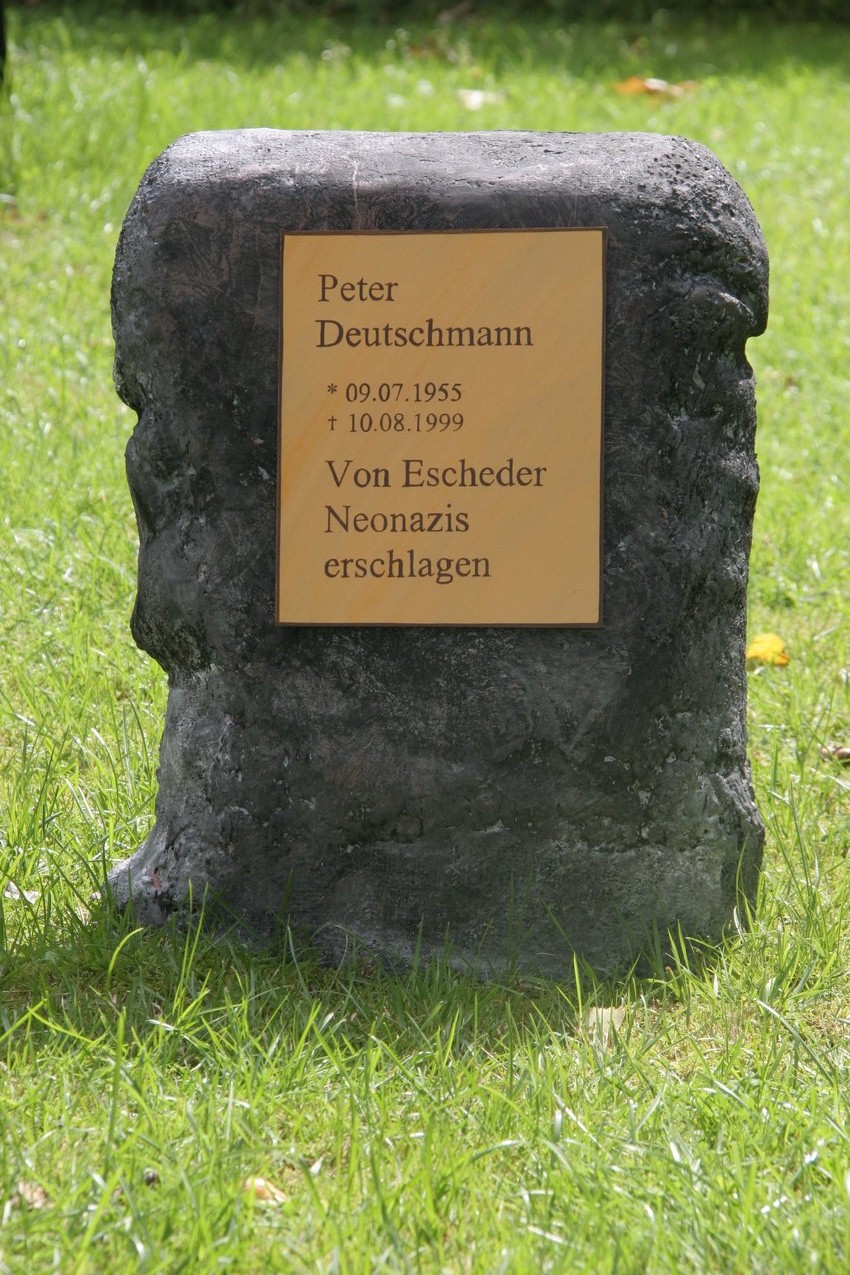 Peter
Deutschmann
* 09.07.1955
† 10.08.1999
Von Escheder
Neonazis
erschlagen